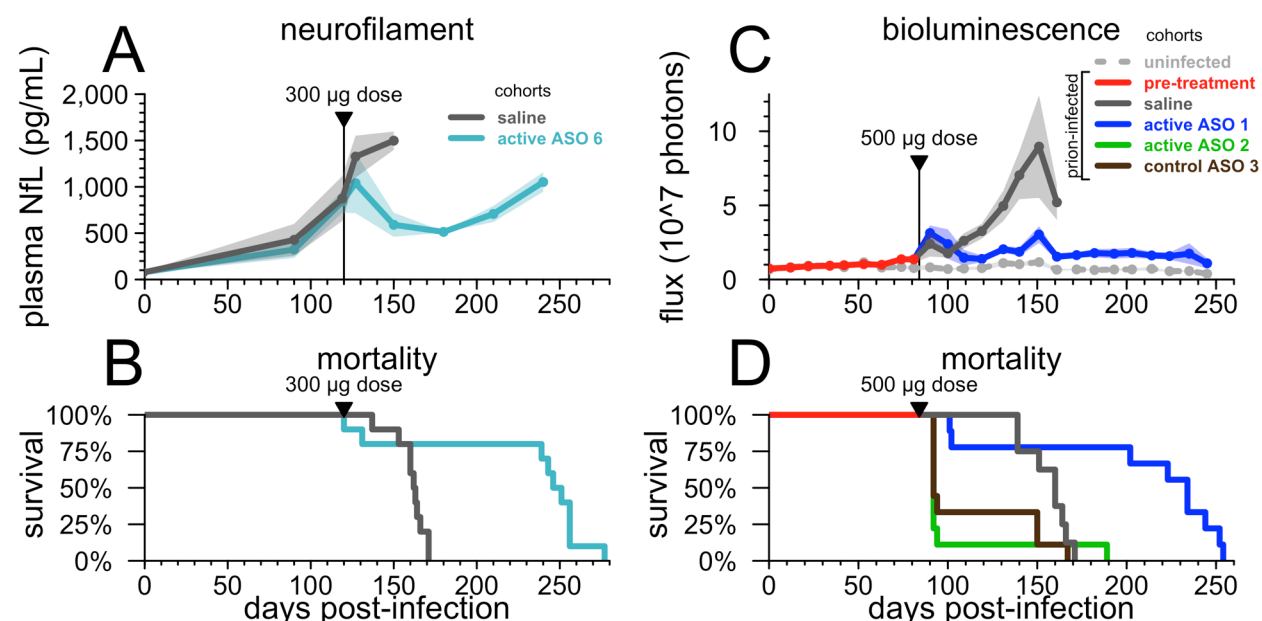 A
neurofilament
plasma NfL (pg/mL)
2,000
1,500
1,000
500
0
300 µg dose
cohorts
saline
active ASO 6
0 50 100 150 200 250
C
bioluminescence
flux (10^7 photons)
10
5
0
500 µg dose
cohorts
uninfected
prion-infected
pre-treatment
saline
active ASO 1
active ASO 2
control ASO 3
0 50 100 150 200 250
B
mortality
300 µg dose
survival
100%
75%
50%
25%
0%
0 50 100 150 200 250
days post-infection
D
mortality
500 µg dose
survival
100%
75%
50%
25%
0%
0 50 100 150 200 250
days post-infection